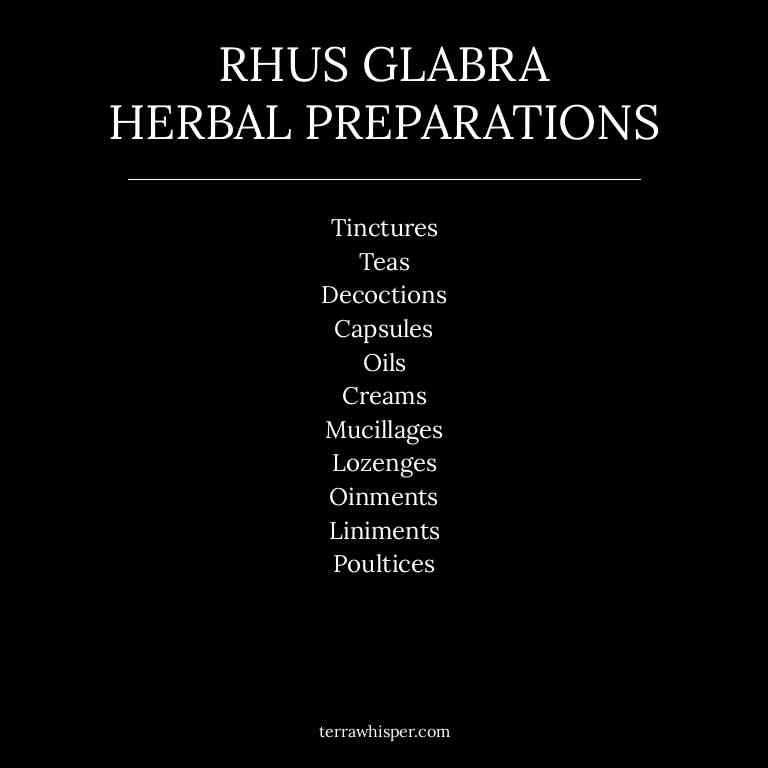 RHUS GLABRA
HERBAL PREPARATIONS
Tinctures
Teas
Decoctions
Capsules
Oils
Creams
Mucillages
Lozenges
Oinments
Liniments
Poultices
terrawhisper.com